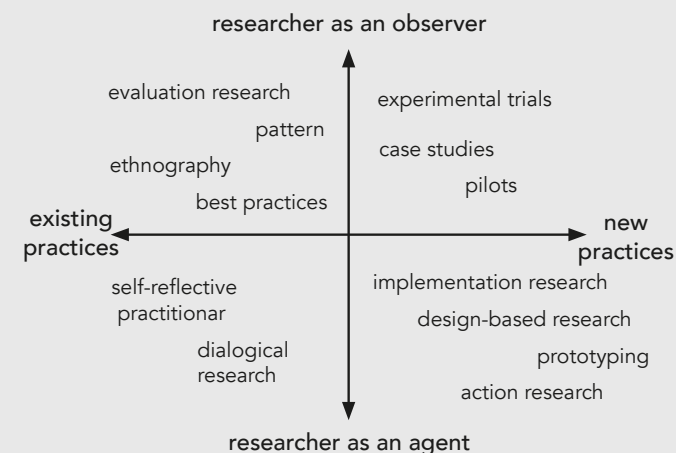 researcher as an observer
evaluation research
experimental trials
pattern
case studies
ethnography
pilots
best practices
existing
practices
new
practices
self-reflective
practitionar
implementation research
design-based research
dialogical
research
prototyping
action research
researcher as an agent